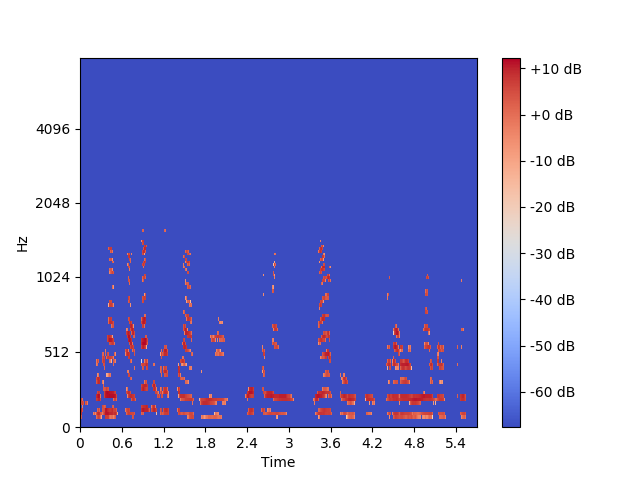 +10 dB
+0 dB
4096
-10 dB
2048
-20 dB
Hz
-30 dB
1024
-40 dB
512
-50 dB
-60 dB
0
0 0.6 1.2 1.8 2.4 3 3.6 4.2 4.8 5.4
Time